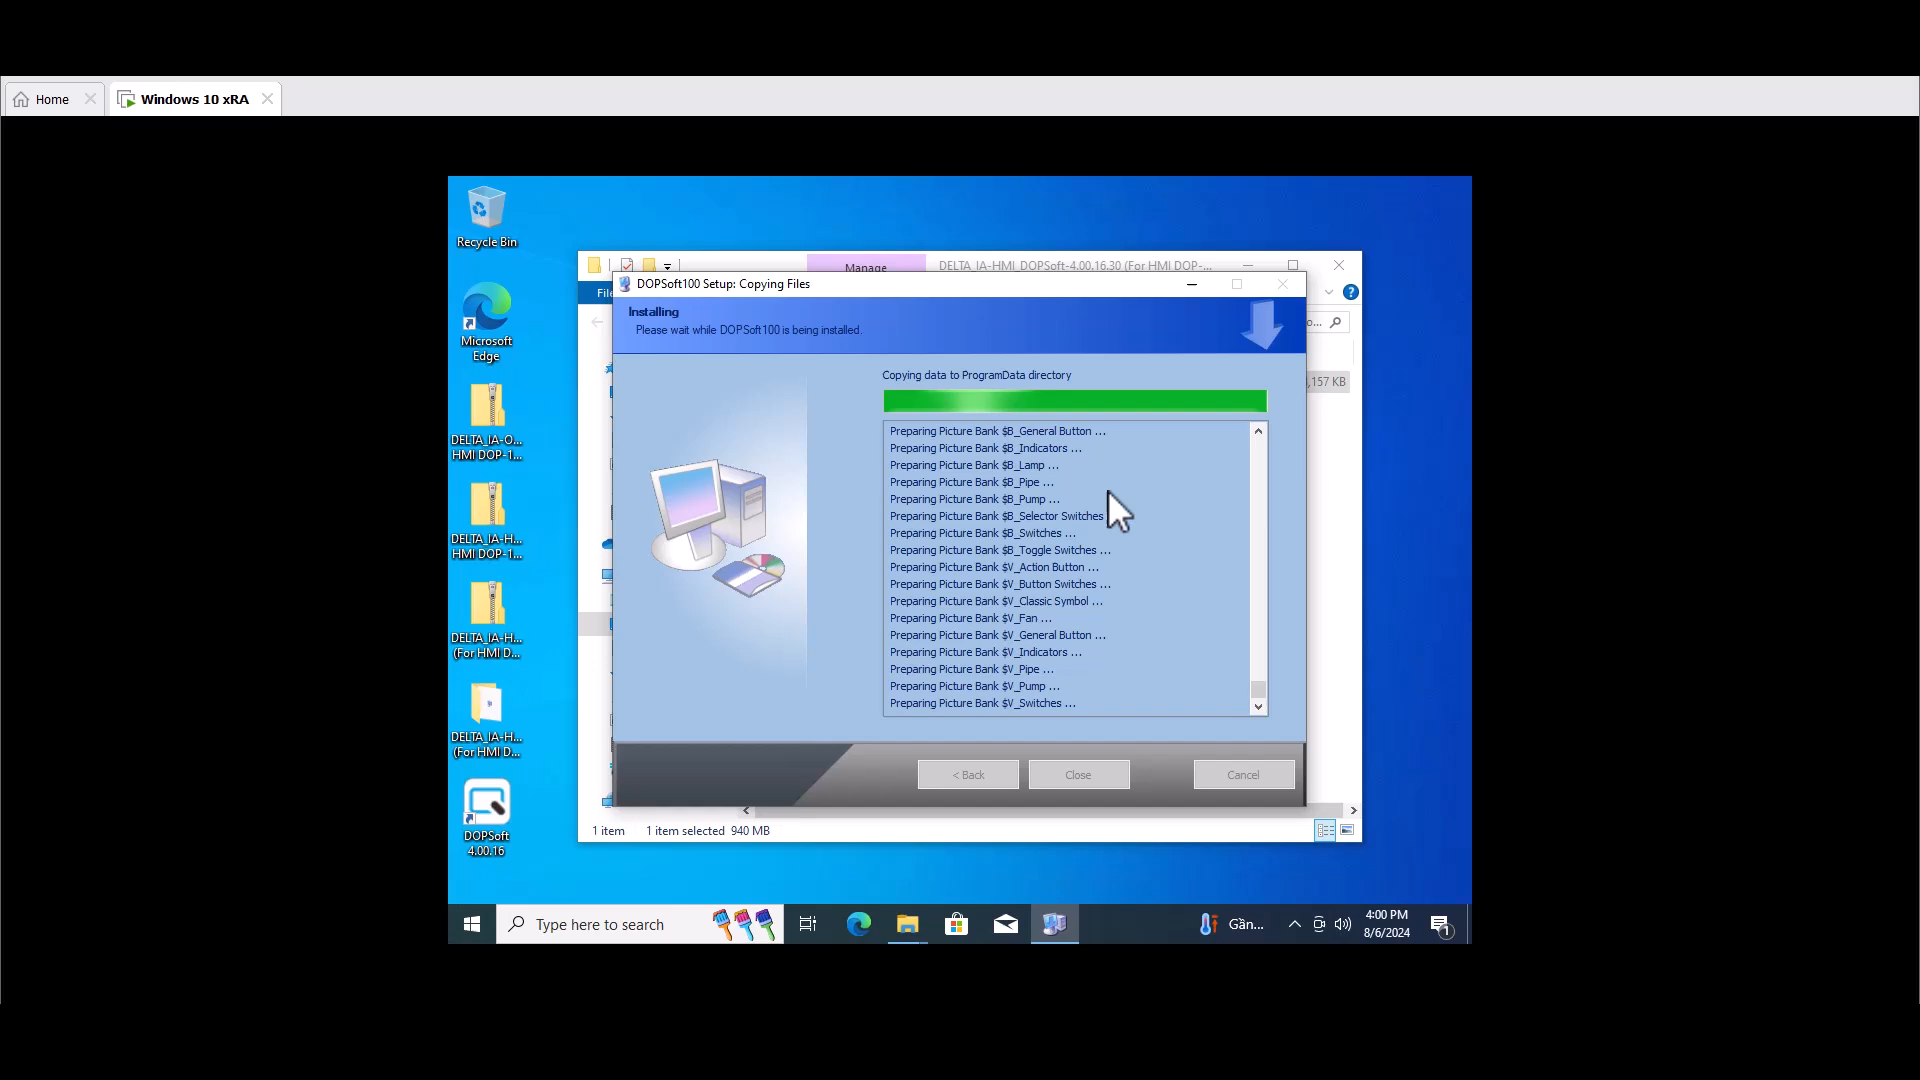 Home
Windows 10 xRA
Recycle Bin
Microsoft
Edge
DELTA_IA-O...
HMI DOP-1...
DELTA_IA-H...
HMI DOP-1...
DELTA_IA-H...
(For HMI D...
DELTA_IA-H...
(For HMI D...
DOPSoft
4.00.16
Manage
DELTA_IA-HMI_DOPSoft-4.00.16.30 (For HMI DOP-...
DOPSoft100 Setup: Copying Files
Installing
Please wait while DOPSoft100 is being installed.
Copying data to ProgramData directory
Preparing Picture Bank $B_General Button ...
Preparing Picture Bank $B_Indicators ...
Preparing Picture Bank $B_Lamp ...
Preparing Picture Bank $B_Pipe ...
Preparing Picture Bank $B_Pump ...
Preparing Picture Bank $B_Selector Switches
Preparing Picture Bank $B_Switches ...
Preparing Picture Bank $B_Toggle Switches ...
Preparing Picture Bank $V_Action Button ...
Preparing Picture Bank $V_Button Switches ...
Preparing Picture Bank $V_Classic Symbol ...
Preparing Picture Bank $V_Fan ...
Preparing Picture Bank $V_General Button ...
Preparing Picture Bank $V_Indicators ...
Preparing Picture Bank $V_Pipe ...
Preparing Picture Bank $V_Pump ...
Preparing Picture Bank $V_Switches ...
,157 KB
< Back
Close
Cancel
1 item
1 item selected 940 MB
Type here to search
Gần...
4:00 PM
8/6/2024
1